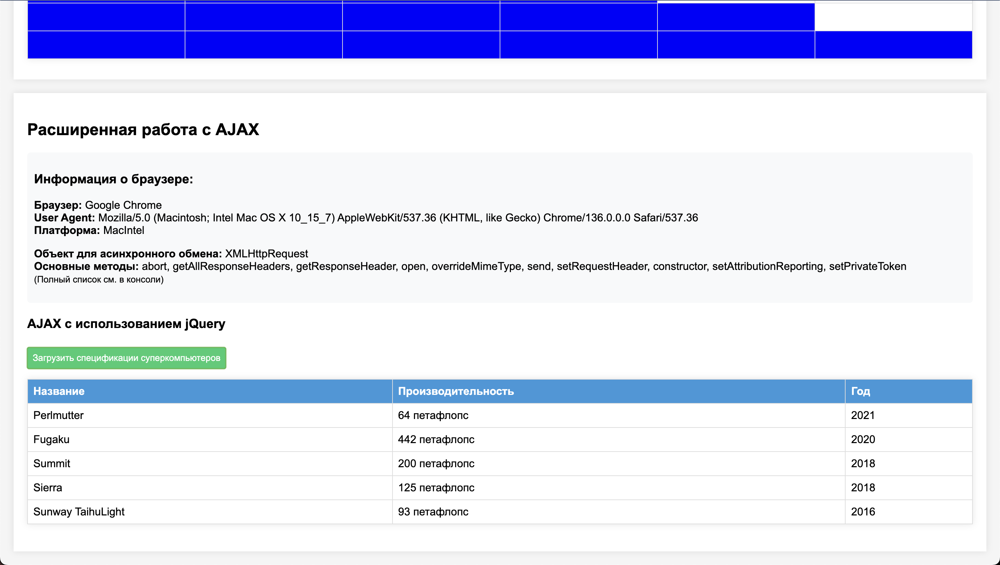 Расширенная работа с AJAX
Информация о браузере:
Браузер: Google Chrome
User Agent: Mozilla/5.0 (Macintosh; Intel Mac OS X 10_15_7) AppleWebKit/537.36 (KHTML, like Gecko) Chrome/136.0.0.0 Safari/537.36
Платформа: MacIntel
Объект для асинхронного обмена: XMLHttpRequest
Основные методы: abort, getAllResponseHeaders, getResponseHeader, open, overrideMimeType, send, setRequestHeader, constructor, setAttributionReporting, setPrivateToken
(Полный список см. в консоли)
AJAX с использованием jQuery
Загрузить спецификации суперкомпьютеров
Название Производительность Год
Perlmutter 64 петафлопс 2021
Fugaku 442 петафлопс 2020
Summit 200 петафлопс 2018
Sierra 125 петафлопс 2018
Sunway TaihuLight 93 петафлопс 2016